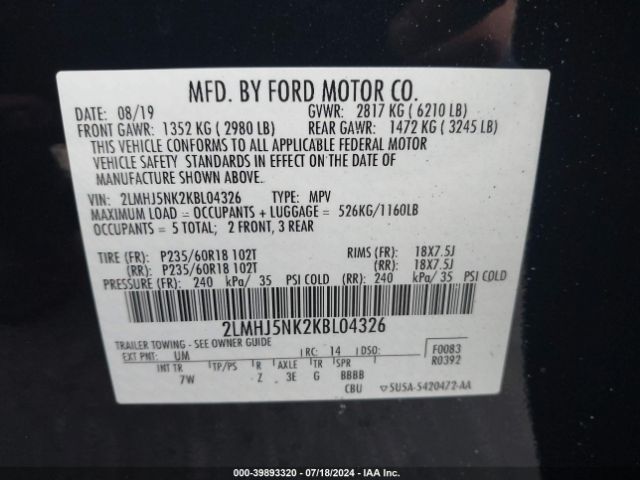 MFD. BY FORD MOTOR CO.
DATE: 08/19 GVWR: 2817 KG (6210 LB)
FRONT GAWR: 1352 KG (2980 LB) REAR GAWR: 1472 KG (3245 LB)
THIS VEHICLE CONFORMS TO ALL APPLICABLE FEDERAL MOTOR
VEHICLE SAFETY STANDARDS IN EFFECT ON THE DATE OF
MANUFACTURE SHOWN ABOVE.
VIN: 2LMHJ5NK2KBL04326 TYPE: MPV
MAXIMUM LOAD = OCCUPANTS + LUGGAGE = 526KG/1160LB
OCCUPANTS = 5 TOTAL; 2 FRONT, 3 REAR
TIRE (FR): P235/60R18 102T RIMS (FR): 18X7.5J
(RR): P235/60R18 102T (RR): 18X7.5J
PRESSURE (FR): 240 kPa/ 35 PSI COLD (RR): 240 kPa/ 35 PSI COLD
2LMHJ5NK2KBL04326
TRAILER TOWING - SEE OWNER GUIDE
EXT PNT: UM RC: 14 DSO: F0083
INT TR TP/PS R AXLE TR SPR R0392
7W Z 3E G BBBB
CBU ▽5U5A-5420472-AA
000-39893320 - 07/18/2024 - IAA Inc.